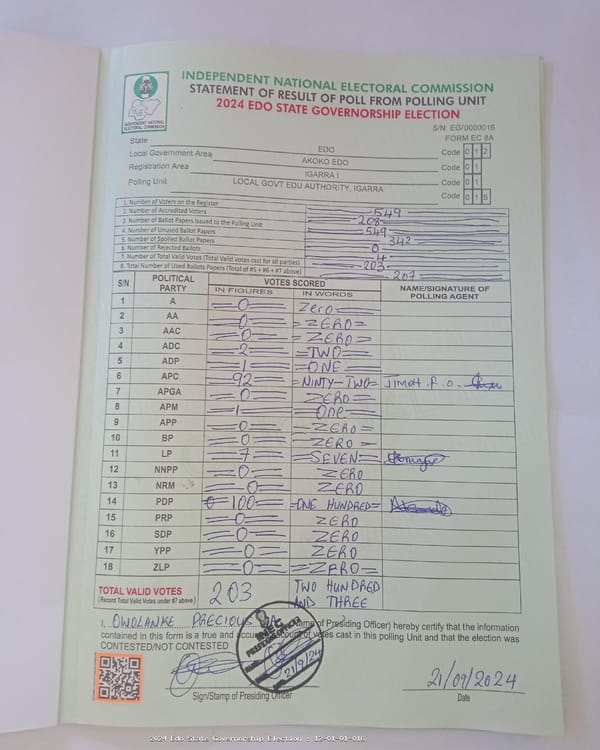 INDEPENDENT NATIONAL ELECTORAL COMMISSION
STATEMENT OF RESULT OF POLL FROM POLLING UNIT
2024 EDO STATE GOVERNORSHIP ELECTION
INEC
INDEPENDENT NATIONAL ELECTORAL COMMISSION
S/N: EG/0000016
FORM EC 8A
State EDO
Local Government Area AKOKO EDO Code 0 1 2
Registration Area IGARRA I Code 0 1
Polling Unit LOCAL GOVT EDU AUTHORITY, IGARRA Code 0 1
Code 0 1 6
1. Number of Voters on the Register 549
2. Number of Accredited Voters 208
3. Number of Ballot Papers Issued to the Polling Unit 549
4. Number of Unused Ballot Papers 342
5. Number of Spoiled Ballot Papers 0
6. Number of Rejected Ballots 4
7. Number of Total Valid Votes (Total Valid Votes cast for all parties) 203
8. Total Number of Used Ballots Papers (Total of #5 + #6 + #7 above) 207
S/N POLITICAL PARTY VOTES SCORED NAME/SIGNATURE OF POLLING AGENT
IN FIGURES IN WORDS
1 A 0 Zero
2 AA 0 ZERO
3 AAC 0 ZERO
4 ADC 2 TWO
5 ADP 1 ONE
6 APC 92 NINTY-TWO
7 APGA 0 ZERO
8 APM 1 One
9 APP 0 ZERO
10 BP 0 ZERO
11 LP 7 SEVEN
12 NNPP 0 ZERO
13 NRM 0 ZERO
14 PDP 100 ONE HUNDRED
15 PRP 0 ZERO
16 SDP 0 ZERO
17 YPP 0 ZERO
18 ZLP 0 ZERO
TOTAL VALID VOTES 203 TWO HUNDRED AND THREE
(Record Total Valid Votes under #7 above)
I, OWOLANKE PRECIOUS (Name of Presiding Officer) hereby certify that the information
contained in this form is a true and accurate account of votes cast in this polling Unit and that the election was
CONTESTED/NOT CONTESTED
INEC
PRESIDING OFFICER
21/9/24
21/09/2024
Sign/Stamp of Presiding Officer Date
2024 Edo State Governorship Election - 12-01-01-016